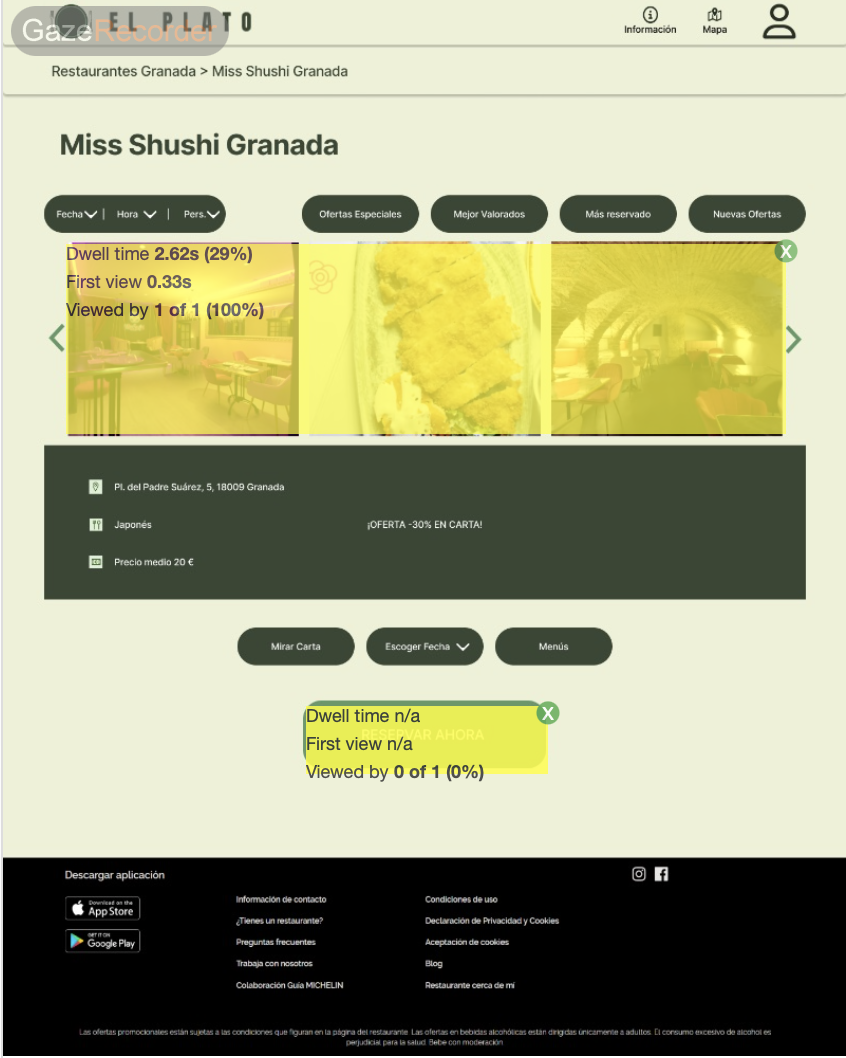 EL PLATO
GazeRecorder
Información
Mapa
Restaurantes Granada > Miss Shushi Granada
Miss Shushi Granada
Fecha | Hora | Pers.
Ofertas Especiales
Mejor Valorados
Más reservado
Nuevas Ofertas
Dwell time 2.62s (29%)
First view 0.33s
Viewed by 1 of 1 (100%)
X
Pl. del Padre Suárez, 5, 18009 Granada
Japonés
¡OFERTA -30% EN CARTA!
Precio medio 20 €
Mirar Carta
Escoger Fecha
Menús
Dwell time n/a
X
RESERVAR AHORA
First view n/a
Viewed by 0 of 1 (0%)
Descargar aplicación
Download on the
App Store
GET IT ON
Google Play
Información de contacto
¿Tienes un restaurante?
Preguntas frecuentes
Trabaja con nosotros
Colaboración Guía MICHELIN
Condiciones de uso
Declaración de Privacidad y Cookies
Aceptación de cookies
Blog
Restaurante cerca de mí
Las ofertas promocionales están sujetas a las condiciones que figuran en la página del restaurante. Las ofertas en bebidas alcohólicas están dirigidas únicamente a adultos. El consumo excesivo de alcohol es
perjudicial para la salud. Bebe con moderación